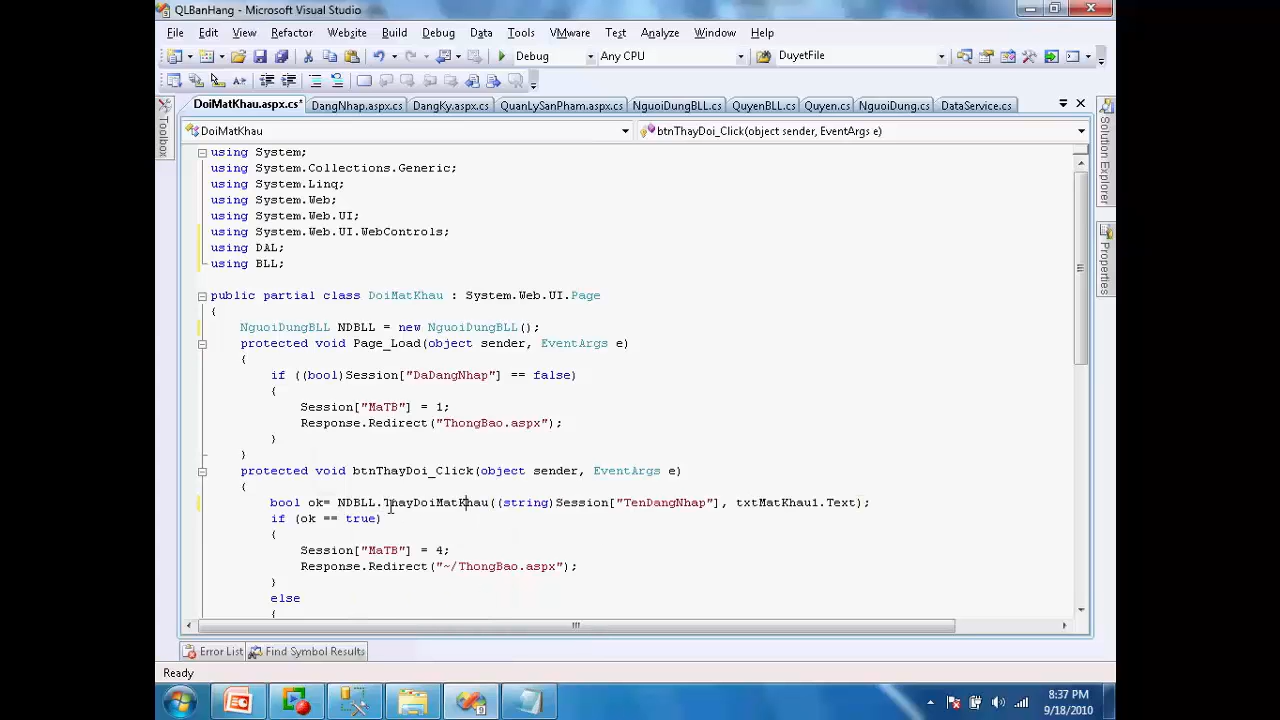 QLBanHang - Microsoft Visual Studio
File Edit View Refactor Website Build Debug Data Tools VMware Test Analyze Window Help
Debug Any CPU DuyetFile
DoiMatKhau.aspx.cs* DangNhap.aspx.cs DangKy.aspx.cs QuanLySanPham.aspx.cs NguoiDungBLL.cs QuyenBLL.cs Quyen.cs NguoiDung.cs DataService.cs
Toolbox
Solution Explorer
Properties
DoiMatKhau btnThayDoi_Click(object sender, EventArgs e)
using System;
using System.Collections.Generic;
using System.Linq;
using System.Web;
using System.Web.UI;
using System.Web.UI.WebControls;
using DAL;
using BLL;
public partial class DoiMatKhau : System.Web.UI.Page
{
NguoiDungBLL NDBLL = new NguoiDungBLL();
protected void Page_Load(object sender, EventArgs e)
{
if ((bool)Session["DaDangNhap"] == false)
{
Session["MaTB"] = 1;
Response.Redirect("ThongBao.aspx");
}
}
protected void btnThayDoi_Click(object sender, EventArgs e)
{
bool ok= NDBLL.ThayDoiMatKhau((string)Session["TenDangNhap"], txtMatKhau1.Text);
if (ok == true)
{
Session["MaTB"] = 4;
Response.Redirect("~/ThongBao.aspx");
}
else
{
Error List Find Symbol Results
Ready
8:37 PM
9/18/2010